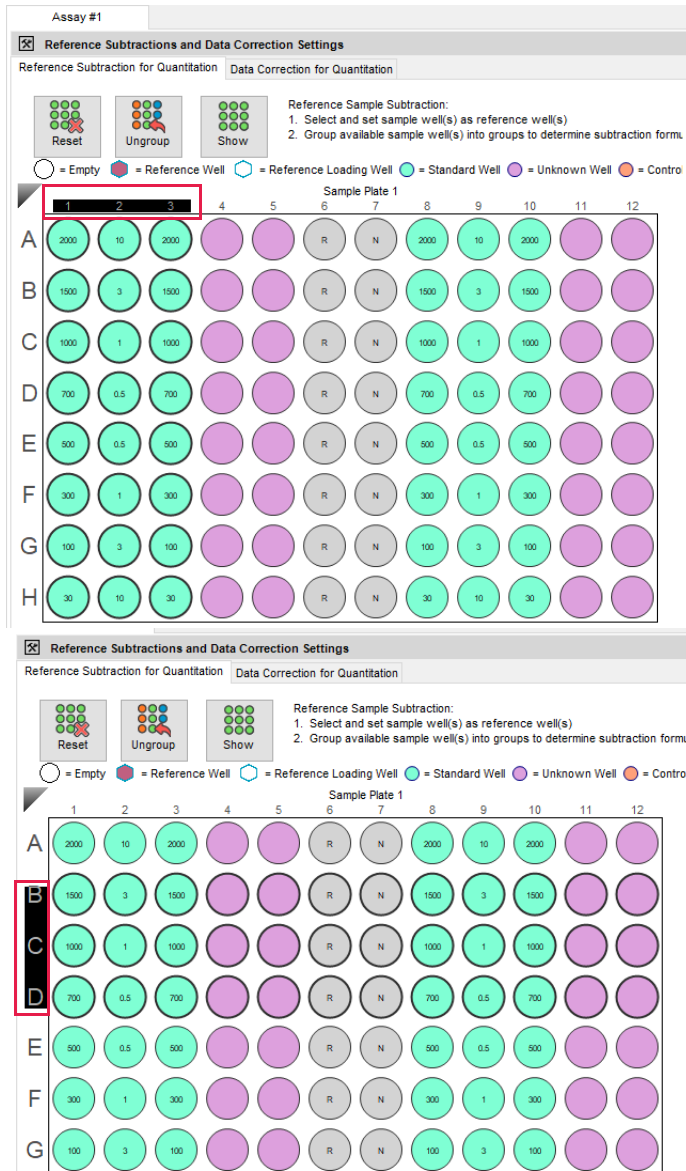 Assay #1
Reference Subtractions and Data Correction Settings
Reference Subtraction for Quantitation Data Correction for Quantitation
Reset Ungroup Show
Reference Sample Subtraction:
1. Select and set sample well(s) as reference well(s)
2. Group available sample well(s) into groups to determine subtraction formu
= Empty = Reference Well = Reference Loading Well = Standard Well = Unknown Well = Contro
Sample Plate 1
1 2 3 4 5 6 7 8 9 10 11 12
A 2000 10 2000 R N 2000 10 2000
B 1500 3 1500 R N 1500 3 1500
C 1000 1 1000 R N 1000 1 1000
D 700 0.5 700 R N 700 0.5 700
E 500 0.5 500 R N 500 0.5 500
F 300 1 300 R N 300 1 300
G 100 3 100 R N 100 3 100
H 30 10 30 R N 30 10 30
Reference Subtractions and Data Correction Settings
Reference Subtraction for Quantitation Data Correction for Quantitation
Reset Ungroup Show
Reference Sample Subtraction:
1. Select and set sample well(s) as reference well(s)
2. Group available sample well(s) into groups to determine subtraction formu
= Empty = Reference Well = Reference Loading Well = Standard Well = Unknown Well = Contro
Sample Plate 1
1 2 3 4 5 6 7 8 9 10 11 12
A 2000 10 2000 R N 2000 10 2000
B 1500 3 1500 R N 1500 3 1500
C 1000 1 1000 R N 1000 1 1000
D 700 0.5 700 R N 700 0.5 700
E 500 0.5 500 R N 500 0.5 500
F 300 1 300 R N 300 1 300
G 100 3 100 R N 100 3 100